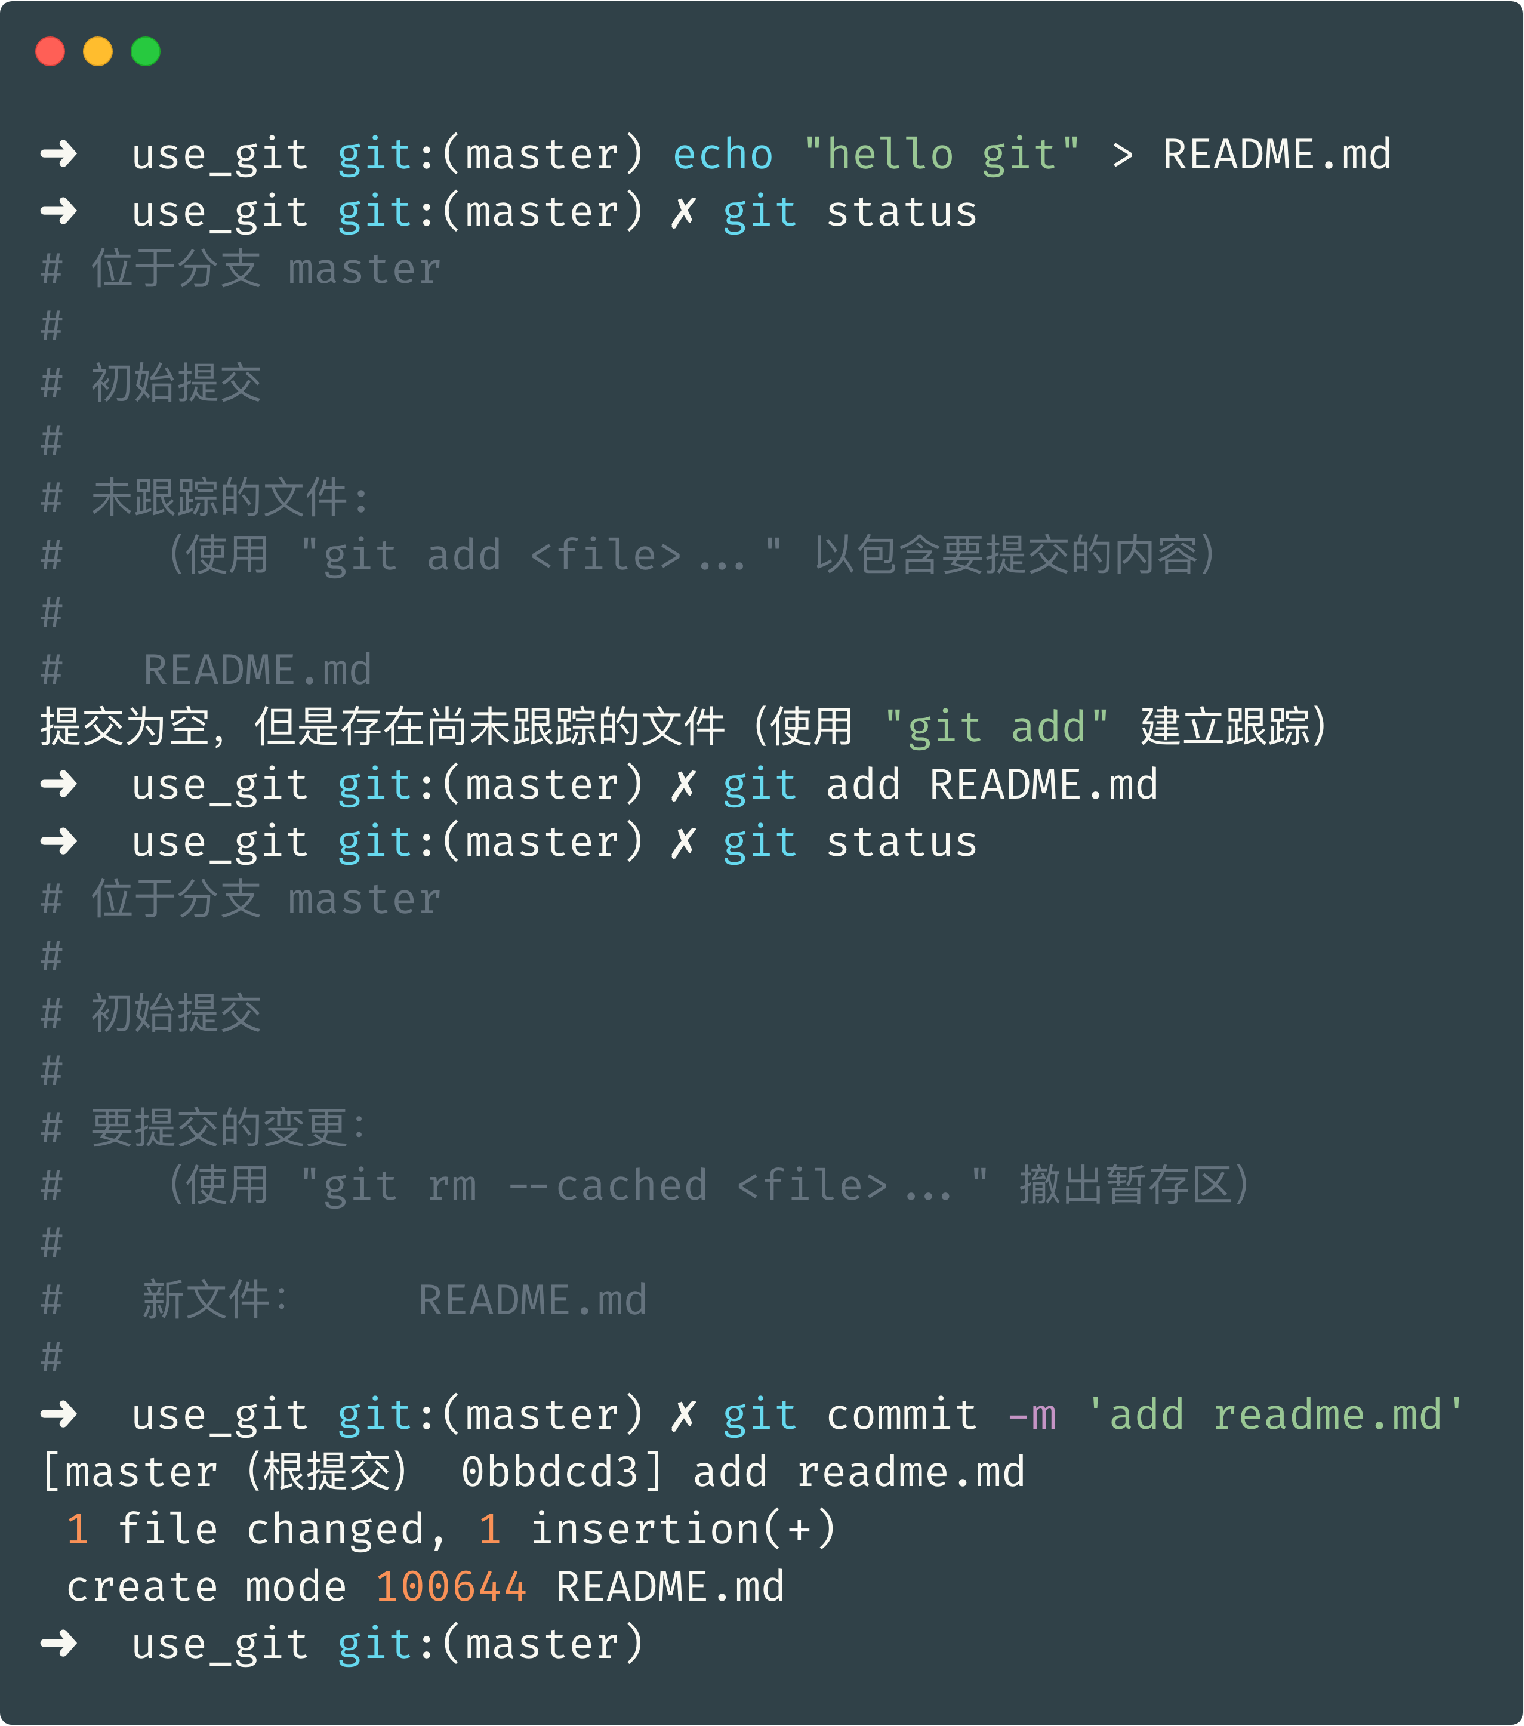 ➜  use_git git:(master) echo "hello git" > README.md
➜  use_git git:(master) ✗ git status
# 位于分支 master
#
# 初始提交
#
# 未跟踪的文件:
#   （使用 "git add <file>..." 以包含要提交的内容）
#
#   README.md
提交为空，但是存在尚未跟踪的文件（使用 "git add" 建立跟踪）
➜  use_git git:(master) ✗ git add README.md
➜  use_git git:(master) ✗ git status
# 位于分支 master
#
# 初始提交
#
# 要提交的变更：
#   （使用 "git rm --cached <file>..." 撤出暂存区）
#
#   新文件：    README.md
#
➜  use_git git:(master) ✗ git commit -m 'add readme.md'
[master（根提交） 0bbdcd3] add readme.md
 1 file changed, 1 insertion(+)
 create mode 100644 README.md
➜  use_git git:(master)